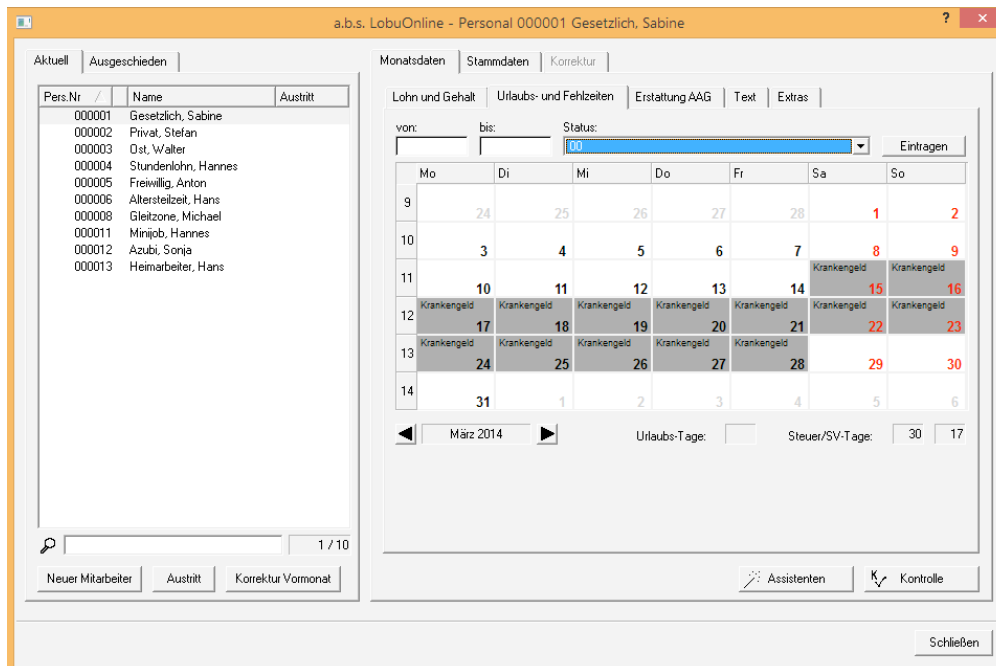 a.b.s. LobuOnline - Personal 000001 Gesetzlich, Sabine
? ×
Aktuell Ausgeschieden
Pers.Nr / Name Austritt
000001 Gesetzlich, Sabine
000002 Privat, Stefan
000003 Ost, Walter
000004 Stundenlohn, Hannes
000005 Freiwillig, Anton
000006 Altersteilzeit, Hans
000008 Gleitzone, Michael
000011 Minijob, Hannes
000012 Azubi, Sonja
000013 Heimarbeiter, Hans
1 / 10
Neuer Mitarbeiter Austritt Korrektur Vormonat
Monatsdaten Stammdaten Korrektur
Lohn und Gehalt Urlaubs- und Fehlzeiten Erstattung AAG Text Extras
von: bis: Status:
00 Eintragen
Mo Di Mi Do Fr Sa So
9 24 25 26 27 28 1 2
10 3 4 5 6 7 8 9
Krankengeld Krankengeld
11 10 11 12 13 14 15 16
Krankengeld Krankengeld Krankengeld Krankengeld Krankengeld Krankengeld Krankengeld
12 17 18 19 20 21 22 23
Krankengeld Krankengeld Krankengeld Krankengeld Krankengeld
13 24 25 26 27 28 29 30
14 31 1 2 3 4 5 6
März 2014 Urlaubs-Tage: Steuer/SV-Tage: 30 17
Assistenten K Kontrolle
Schließen